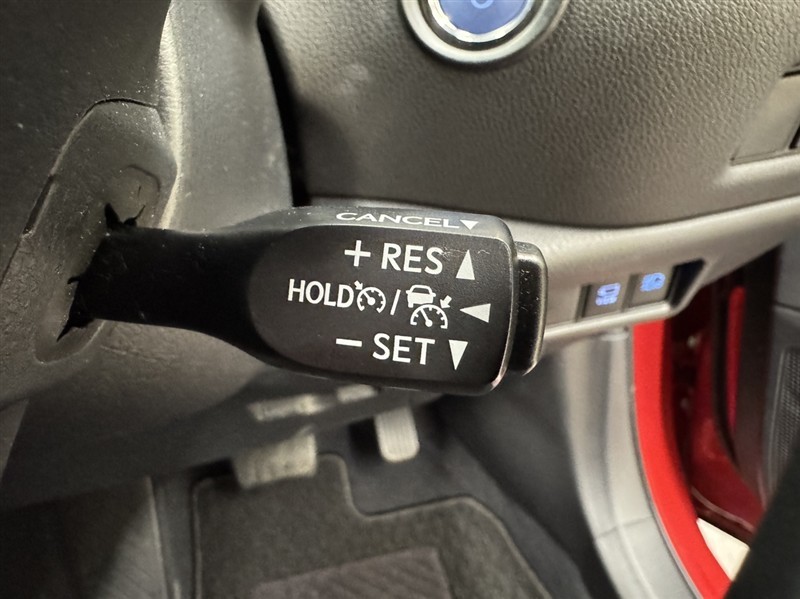 CANCEL▼
+ RES ▲
HOLD / ◀
− SET ▼